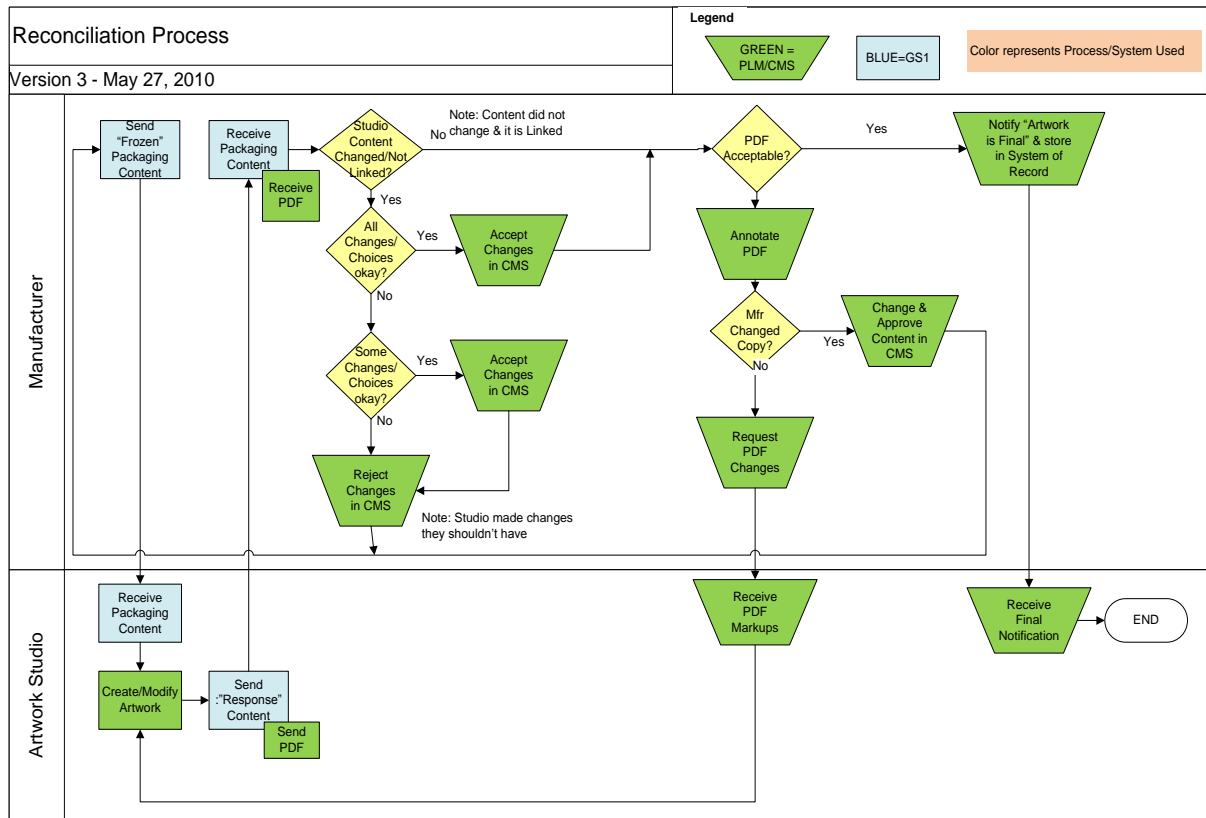 Reconciliation Process
Version 3 - May 27, 2010
Legend
GREEN =
PLM/CMS
BLUE=GS1
Color represents Process/System Used
Manufacturer
Send
“Frozen”
Packaging
Content
Receive
Packaging
Content
Receive
PDF
Studio
Content
Changed/Not
Linked?
No
Note: Content did not
change & it is Linked
PDF
Acceptable?
Yes
Notify “Artwork
is Final” & store
in System of
Record
Yes
All
Changes/
Choices
okay?
Yes
Accept
Changes
in CMS
Annotate
PDF
No
Mfr
Changed
Copy?
Yes
Change &
Approve
Content in
CMS
Some
Changes/
Choices
okay?
Yes
Accept
Changes
in CMS
No
No
Request
PDF
Changes
Reject
Changes
in CMS
Note: Studio made changes
they shouldn’t have
Artwork Studio
Receive
Packaging
Content
Receive
PDF
Markups
Receive
Final
Notification
END
Create/Modify
Artwork
Send
:”Response”
Content
Send
PDF